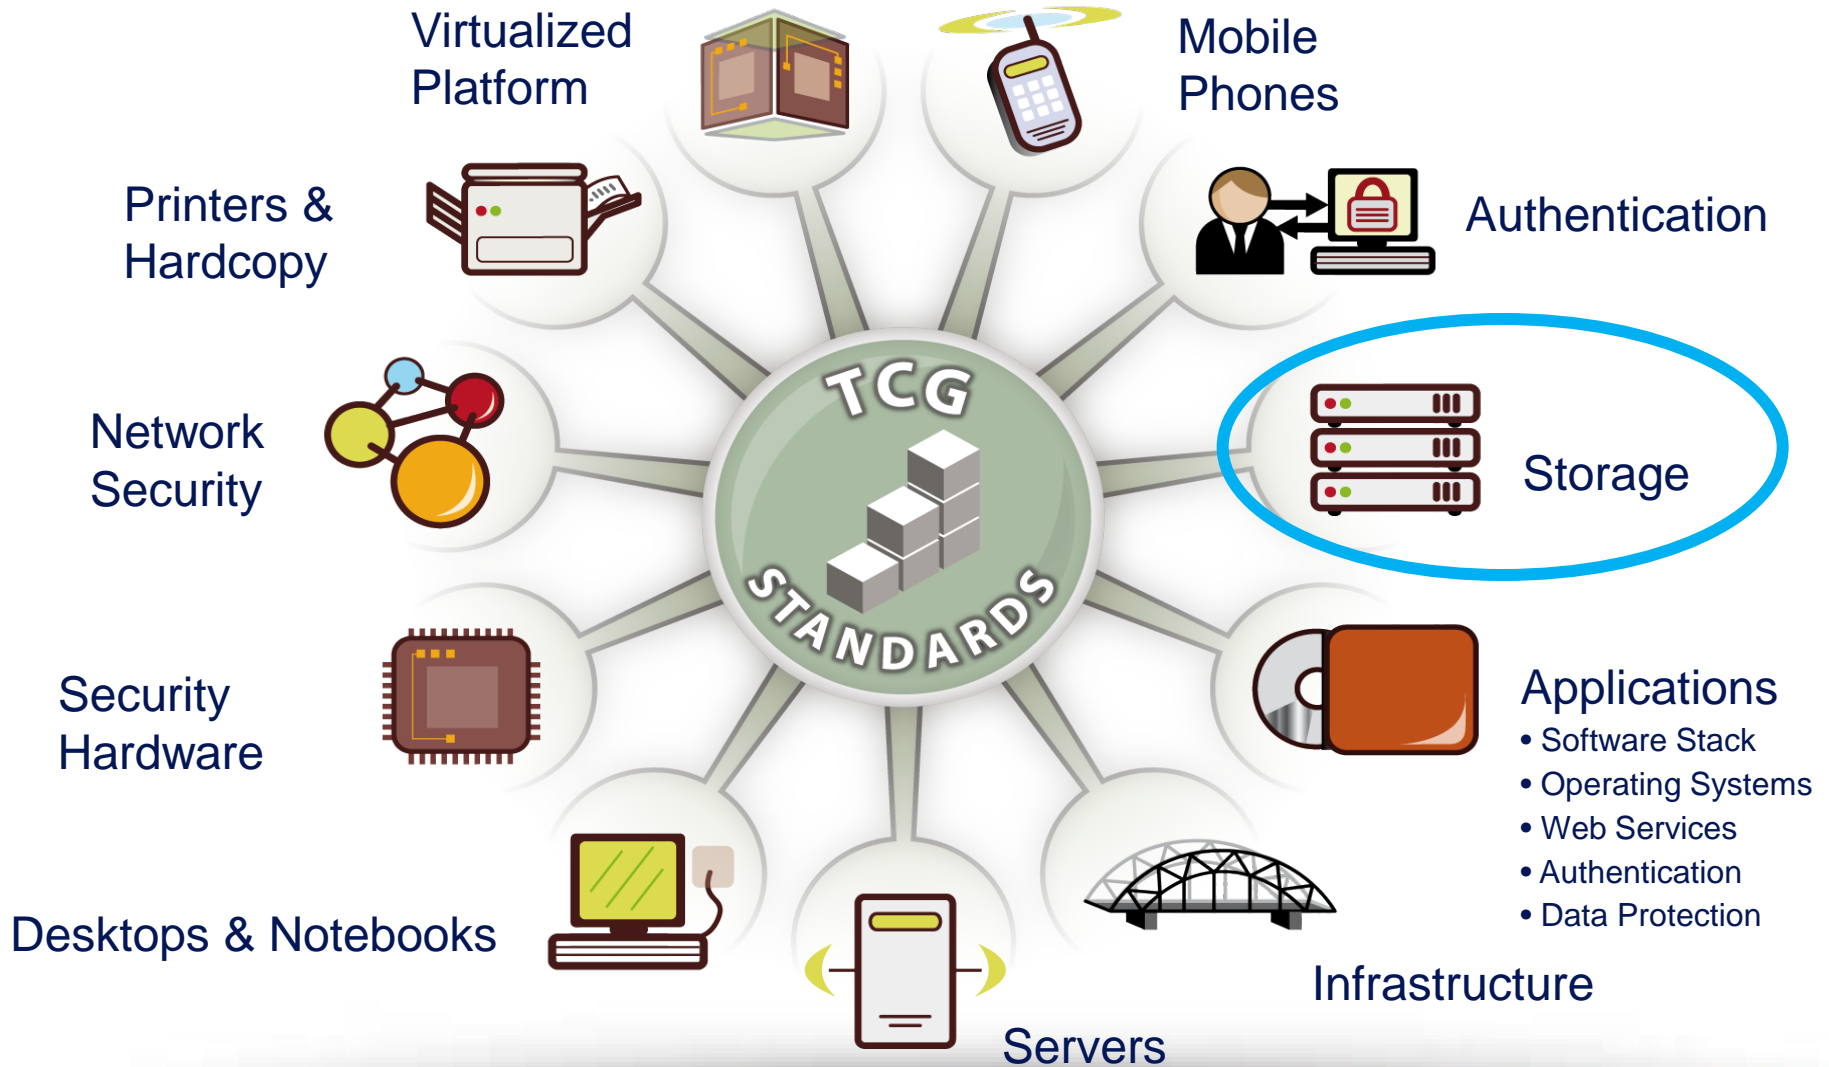 Virtualized
Platform
Mobile
Phones
Printers &
Hardcopy
Authentication
Network
Security
TCG
STANDARDS
Storage
Security
Hardware
Applications
• Software Stack
• Operating Systems
• Web Services
• Authentication
• Data Protection
Desktops & Notebooks
Infrastructure
Servers